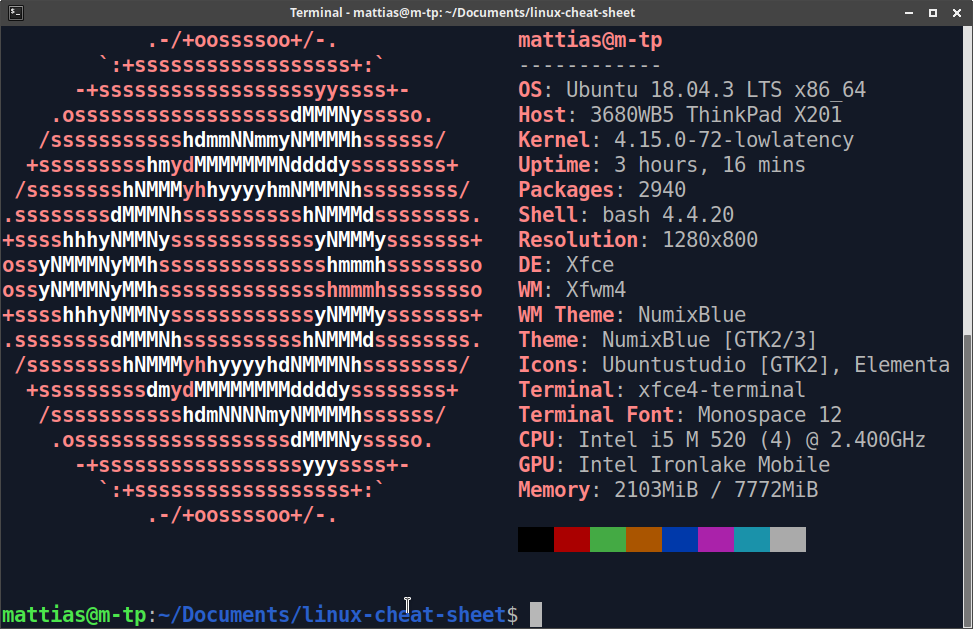 Terminal - mattias@m-tp: ~/Documents/linux-cheat-sheet
            .-/+oossssoo+/-.               mattias@m-tp
        `:+ssssssssssssssssss+:`           ------------
      -+ssssssssssssssssssyyssss+-         OS: Ubuntu 18.04.3 LTS x86_64
    .ossssssssssssssssssdMMMNysssso.       Host: 3680WB5 ThinkPad X201
   /ssssssssssshdmmNNmmyNMMMMhssssss/      Kernel: 4.15.0-72-lowlatency
  +ssssssssshmydMMMMMMMNddddyssssssss+     Uptime: 3 hours, 16 mins
 /sssssssshNMMMyhhyyyyhmNMMMNhssssssss/    Packages: 2940
.ssssssssdMMMNhsssssssssshNMMMdssssssss.   Shell: bash 4.4.20
+sssshhhyNMMNyssssssssssssyNMMMysssssss+   Resolution: 1280x800
ossyNMMMNyMMhsssssssssssssshmmmhssssssso   DE: Xfce
ossyNMMMNyMMhsssssssssssssshmmmhssssssso   WM: Xfwm4
+sssshhhyNMMNyssssssssssssyNMMMysssssss+   WM Theme: NumixBlue
.ssssssssdMMMNhsssssssssshNMMMdssssssss.   Theme: NumixBlue [GTK2/3]
 /sssssssshNMMMyhhyyyyhdNMMMNhssssssss/    Icons: Ubuntustudio [GTK2], Elementa
  +sssssssssdmydMMMMMMMMddddyssssssss+     Terminal: xfce4-terminal
   /ssssssssssshdmNNNNmyNMMMMhssssss/      Terminal Font: Monospace 12
    .ossssssssssssssssssdMMMNysssso.       CPU: Intel i5 M 520 (4) @ 2.400GHz
      -+sssssssssssssssssyyyssss+-         GPU: Intel Ironlake Mobile
        `:+ssssssssssssssssss+:`           Memory: 2103MiB / 7772MiB
            .-/+oossssoo+/-.
mattias@m-tp:~/Documents/linux-cheat-sheet$